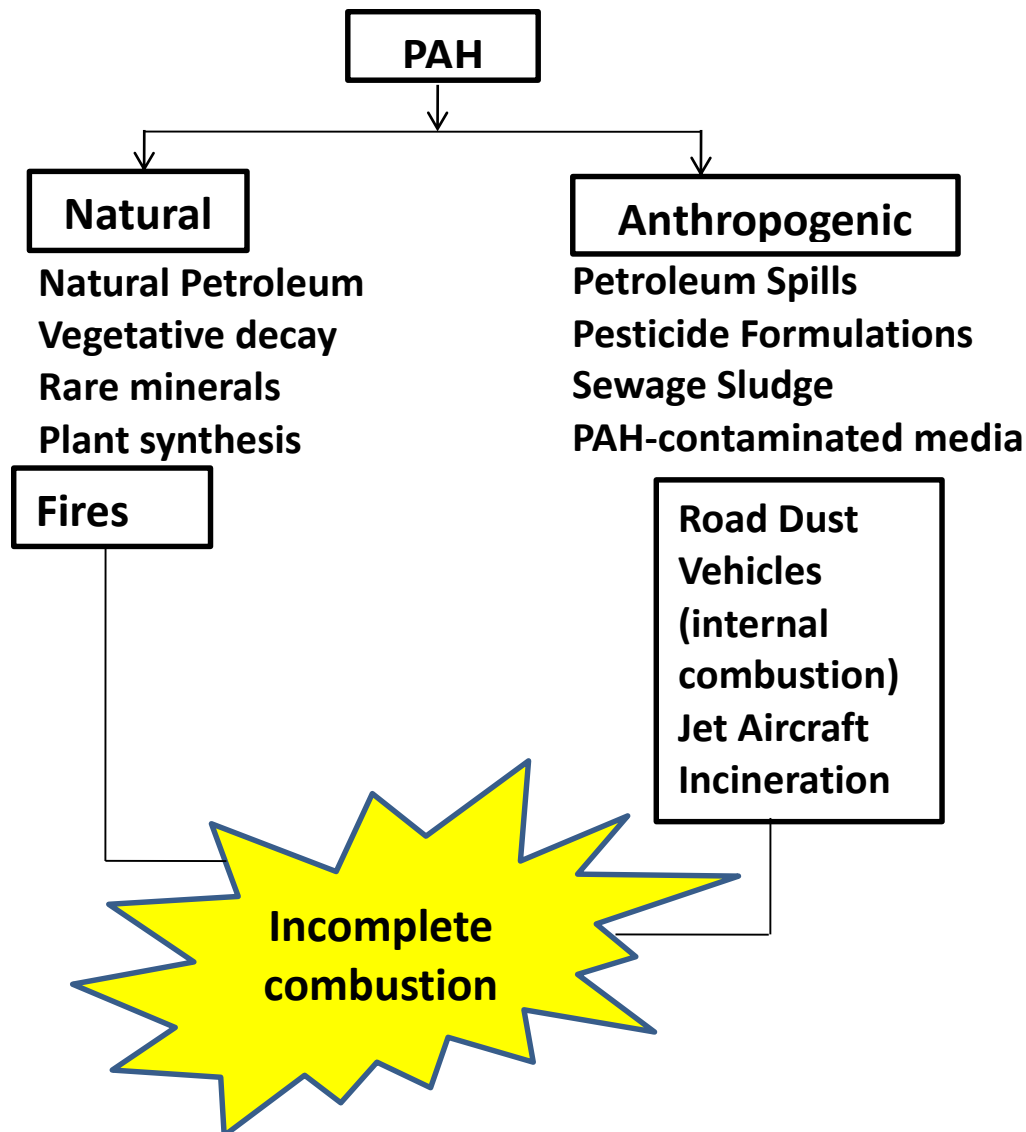 PAH
Natural
Natural Petroleum
Vegetative decay
Rare minerals
Plant synthesis
Fires
Anthropogenic
Petroleum Spills
Pesticide Formulations
Sewage Sludge
PAH-contaminated media
Road Dust
Vehicles
(internal
combustion)
Jet Aircraft
Incineration
Incomplete
combustion